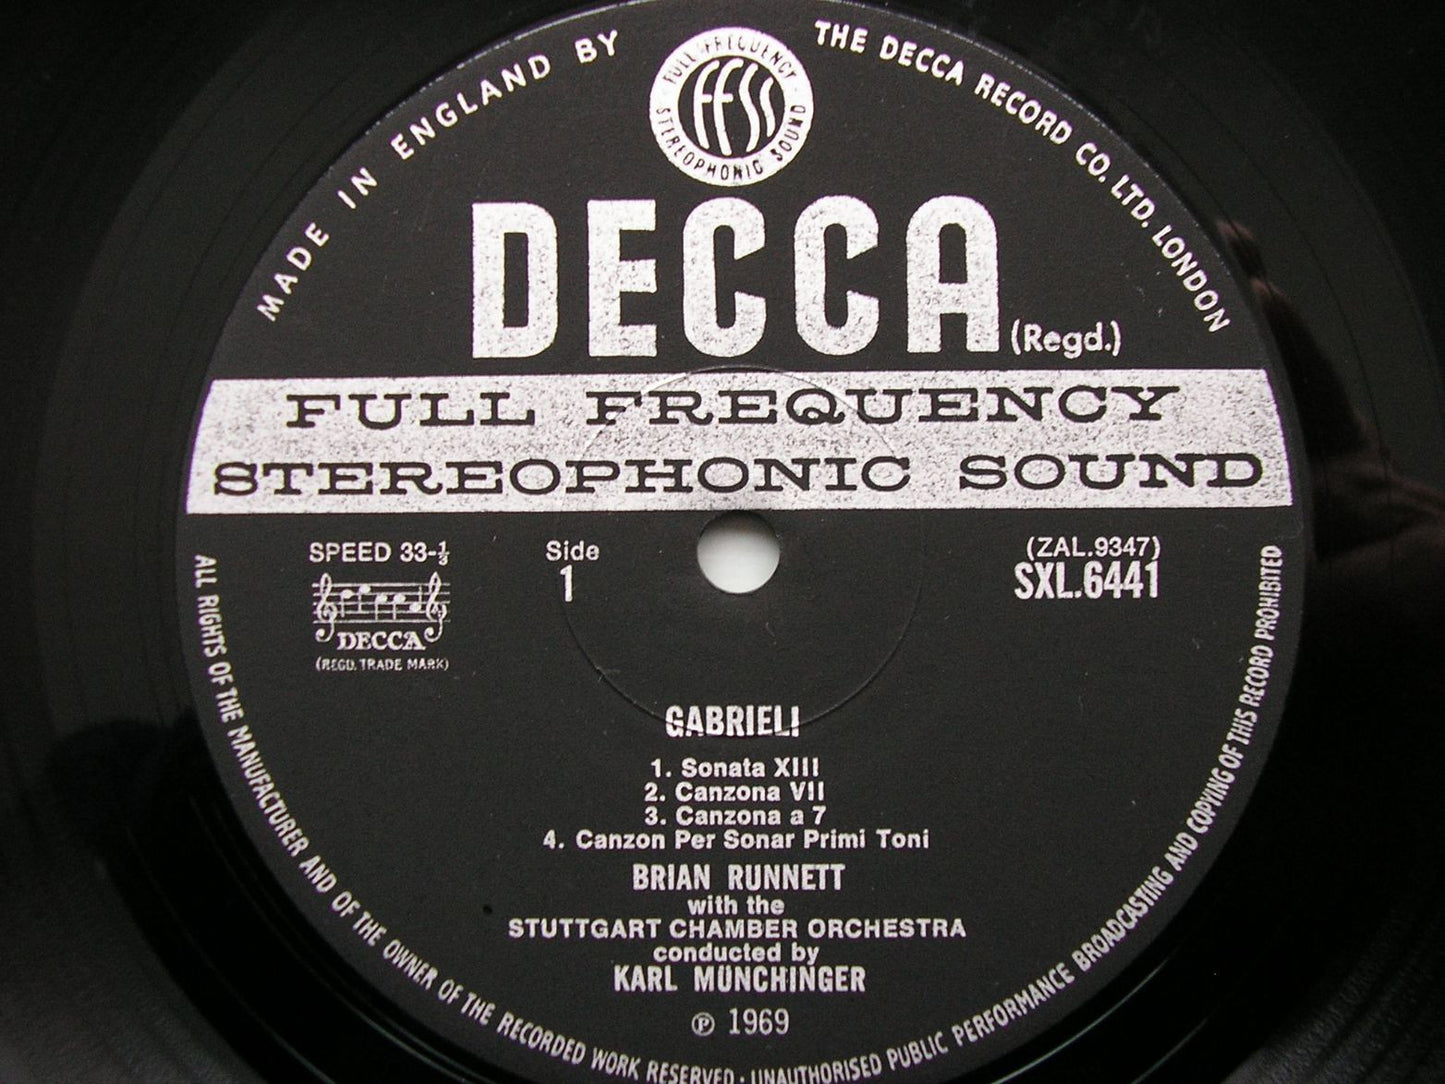 MADE IN ENGLAND BY THE DECCA RECORD CO. LTD. LONDON
FULL FREQUENCY
FFSS
STEREOPHONIC SOUND
DECCA
(Regd.)
FULL FREQUENCY
STEREOPHONIC SOUND
SPEED 33-⅓
DECCA
(REGD. TRADE MARK)
Side
1
(ZAL.9347)
SXL.6441
GABRIELI
1. Sonata XIII
2. Canzona VII
3. Canzona a 7
4. Canzon Per Sonar Primi Toni
BRIAN RUNNETT
with the
STUTTGART CHAMBER ORCHESTRA
conducted by
KARL MÜNCHINGER
℗ 1969
ALL RIGHTS OF THE MANUFACTURER AND OF THE OWNER OF THE RECORDED WORK RESERVED · UNAUTHORISED PUBLIC PERFORMANCE BROADCASTING AND COPYING OF THIS RECORD PROHIBITED